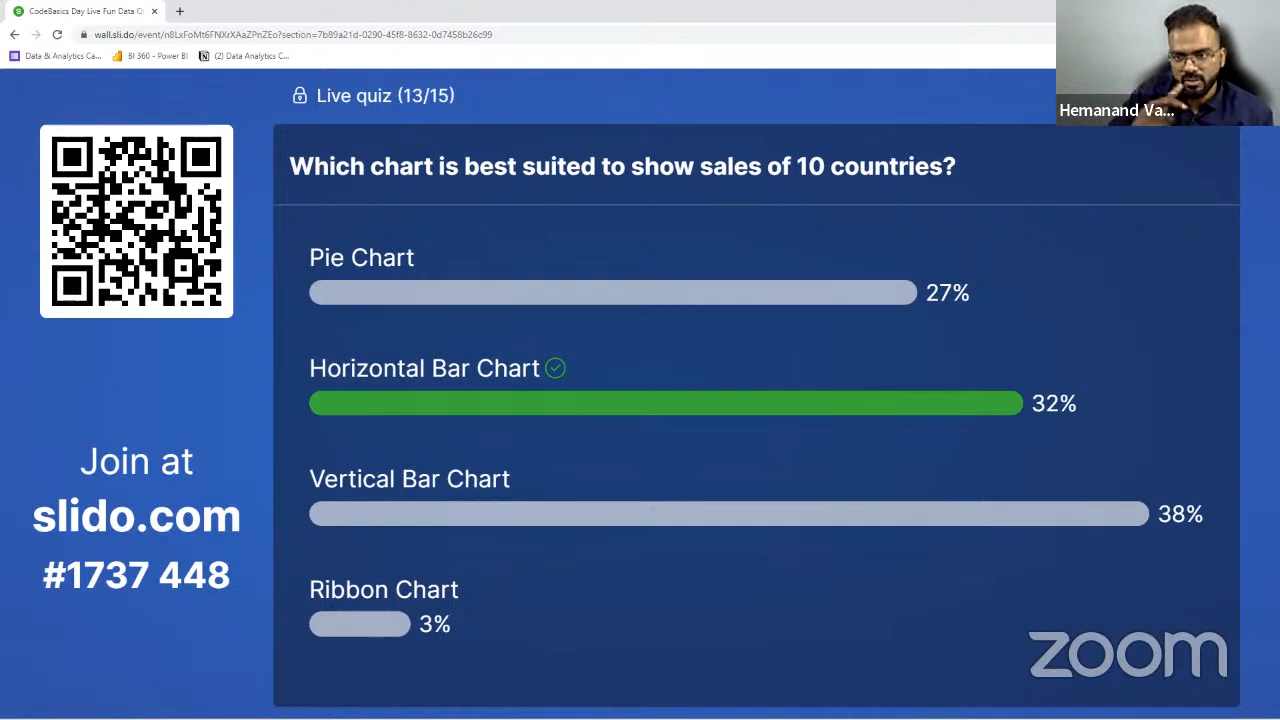 CodeBasics Day Live Fun Data Q
wall.sli.do/event/n8LxFoMt6FNXrXAaZPnZEo?section=7b89a21d-0290-45f8-8632-0d7458b26c99
Data & Analytics Ca...
BI 360 - Power BI
(2) Data Analytics C...
Hemanand Va...
Live quiz (13/15)
Which chart is best suited to show sales of 10 countries?
Pie Chart
27%
Horizontal Bar Chart
32%
Vertical Bar Chart
38%
Ribbon Chart
3%
Join at
slido.com
#1737 448
zoom